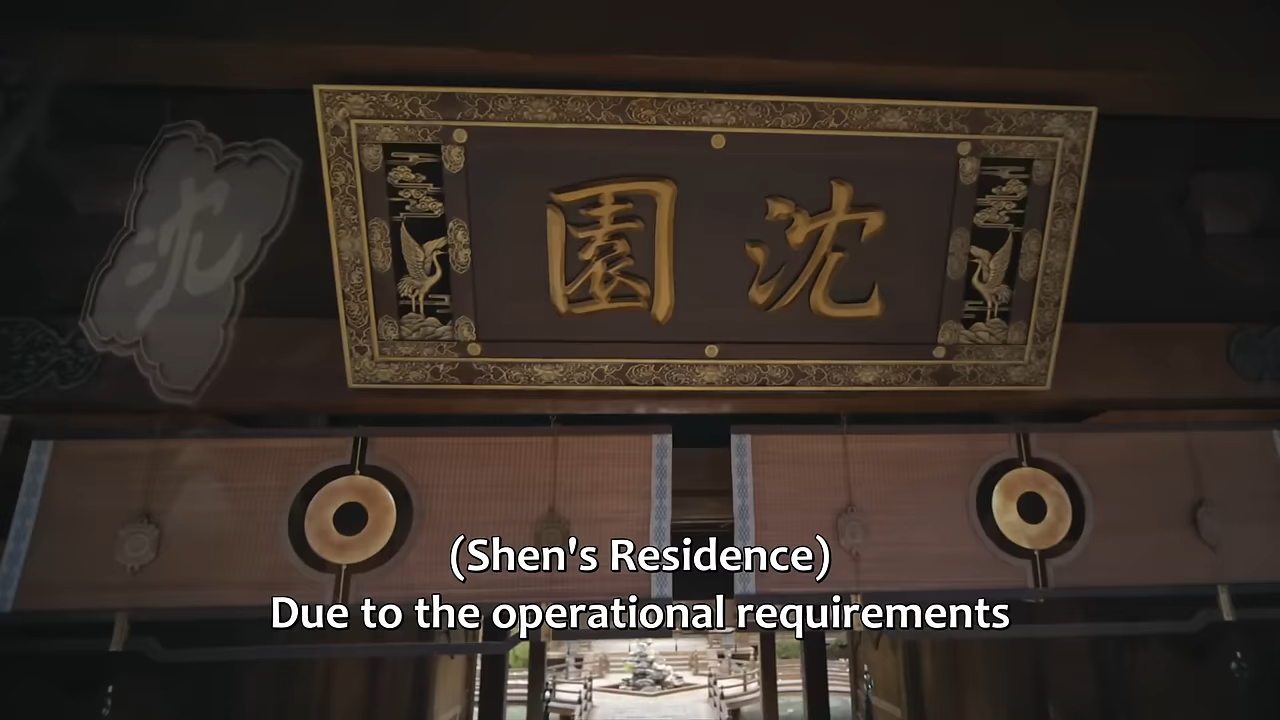 沈
沈園
(Shen's Residence)
Due to the operational requirements